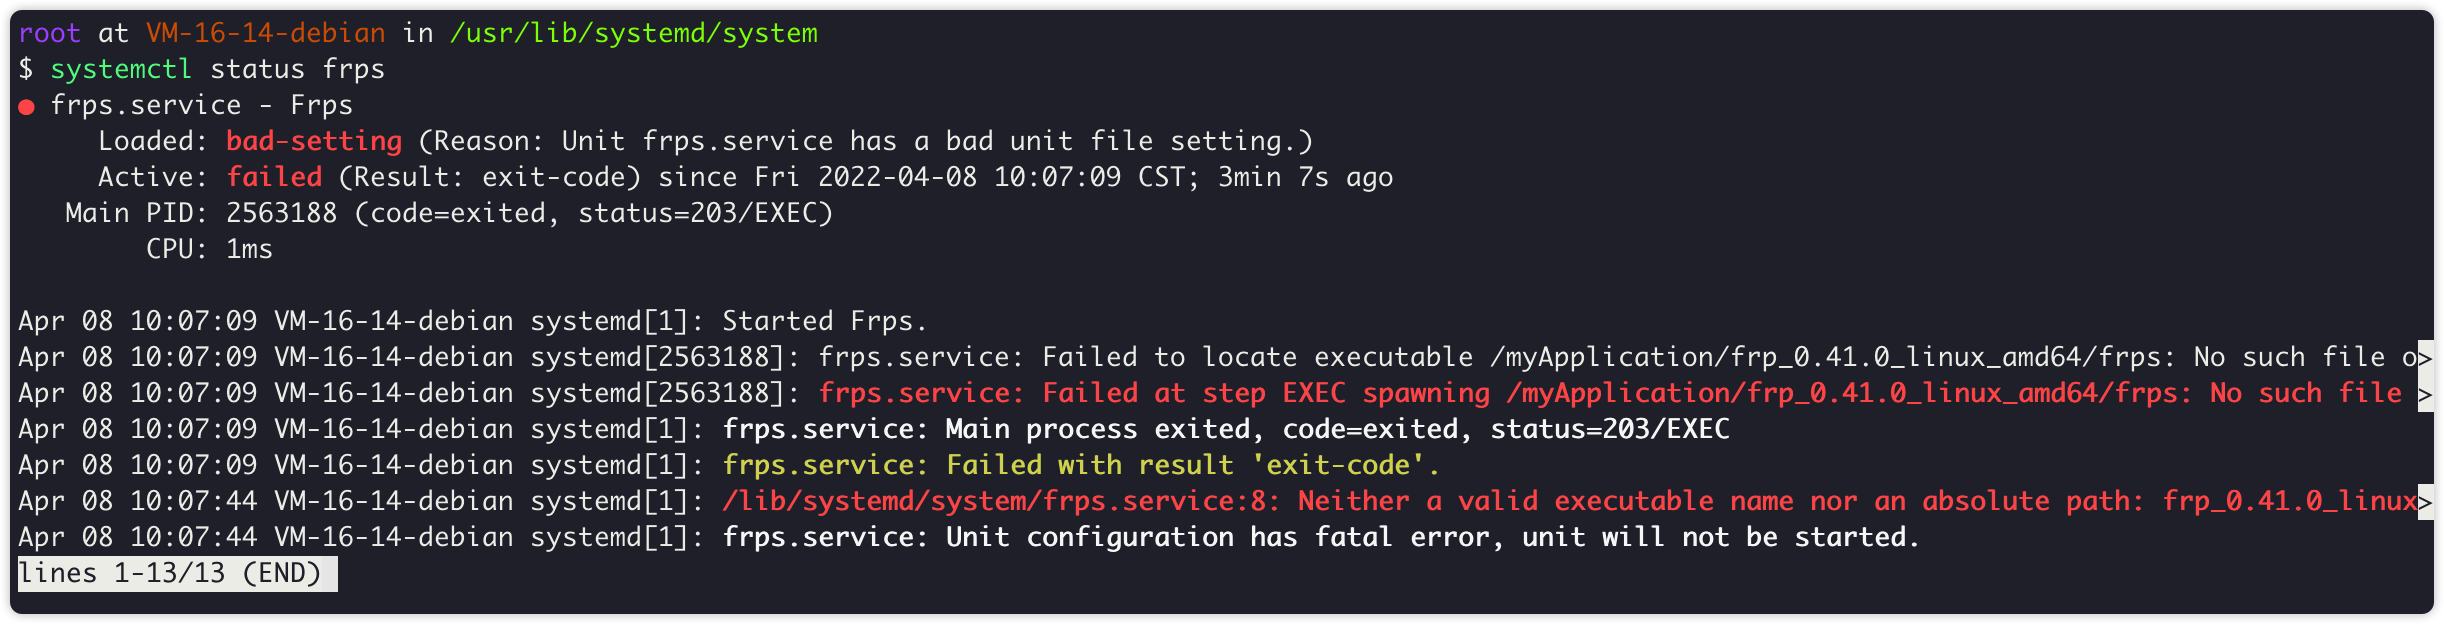 root at VM-16-14-debian in /usr/lib/systemd/system
$ systemctl status frps
● frps.service - Frps
Loaded: bad-setting (Reason: Unit frps.service has a bad unit file setting.)
Active: failed (Result: exit-code) since Fri 2022-04-08 10:07:09 CST; 3min 7s ago
Main PID: 2563188 (code=exited, status=203/EXEC)
CPU: 1ms
Apr 08 10:07:09 VM-16-14-debian systemd[1]: Started Frps.
Apr 08 10:07:09 VM-16-14-debian systemd[2563188]: frps.service: Failed to locate executable /myApplication/frp_0.41.0_linux_amd64/frps: No such file o>
Apr 08 10:07:09 VM-16-14-debian systemd[2563188]: frps.service: Failed at step EXEC spawning /myApplication/frp_0.41.0_linux_amd64/frps: No such file >
Apr 08 10:07:09 VM-16-14-debian systemd[1]: frps.service: Main process exited, code=exited, status=203/EXEC
Apr 08 10:07:09 VM-16-14-debian systemd[1]: frps.service: Failed with result 'exit-code'.
Apr 08 10:07:44 VM-16-14-debian systemd[1]: /lib/systemd/system/frps.service:8: Neither a valid executable name nor an absolute path: frp_0.41.0_linux>
Apr 08 10:07:44 VM-16-14-debian systemd[1]: frps.service: Unit configuration has fatal error, unit will not be started.
lines 1-13/13 (END)